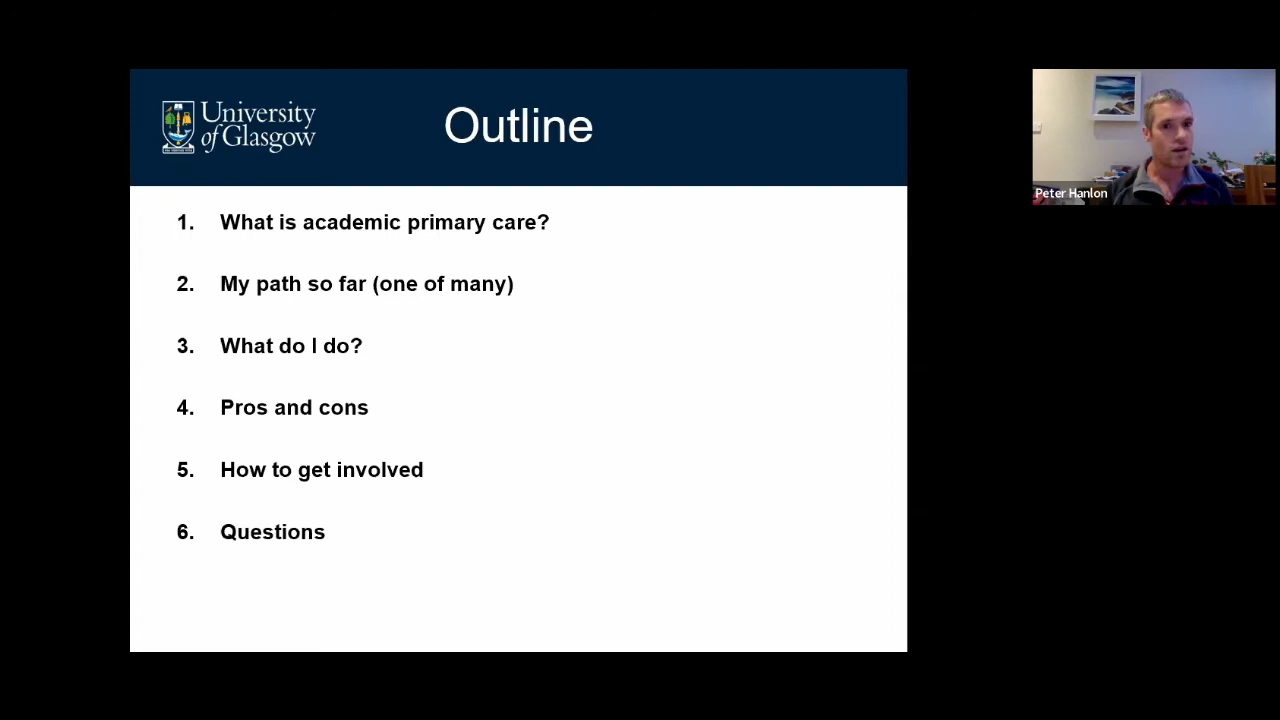 University
of Glasgow
Outline
1. What is academic primary care?
2. My path so far (one of many)
3. What do I do?
4. Pros and cons
5. How to get involved
6. Questions
Peter Hanlon